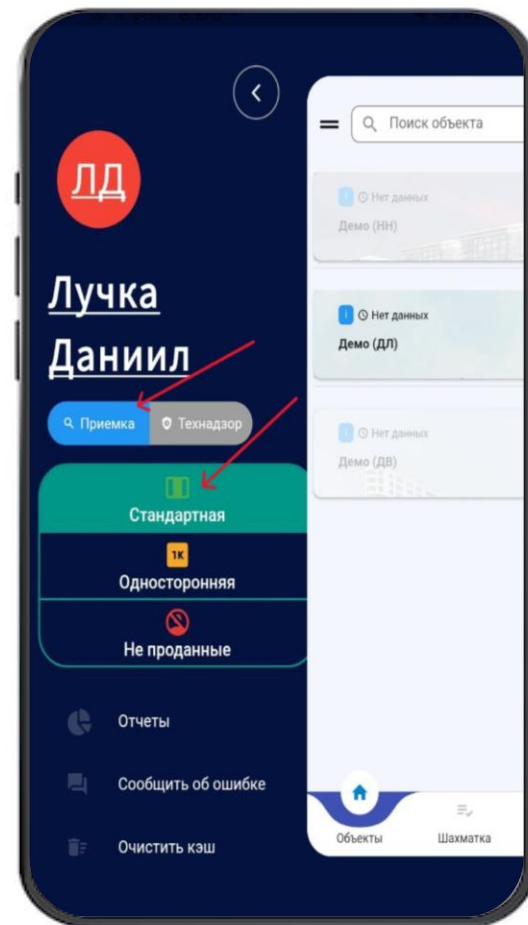 ЛД
Лучка
Даниил
Приемка
Технадзор
Стандартная
1К
Односторонняя
Не проданные
Отчеты
Сообщить об ошибке
Очистить кэш
Поиск объекта
Нет данных
Демо (НН)
Нет данных
Демо (ДЛ)
Нет данных
Демо (ДВ)
Объекты
Шахматка